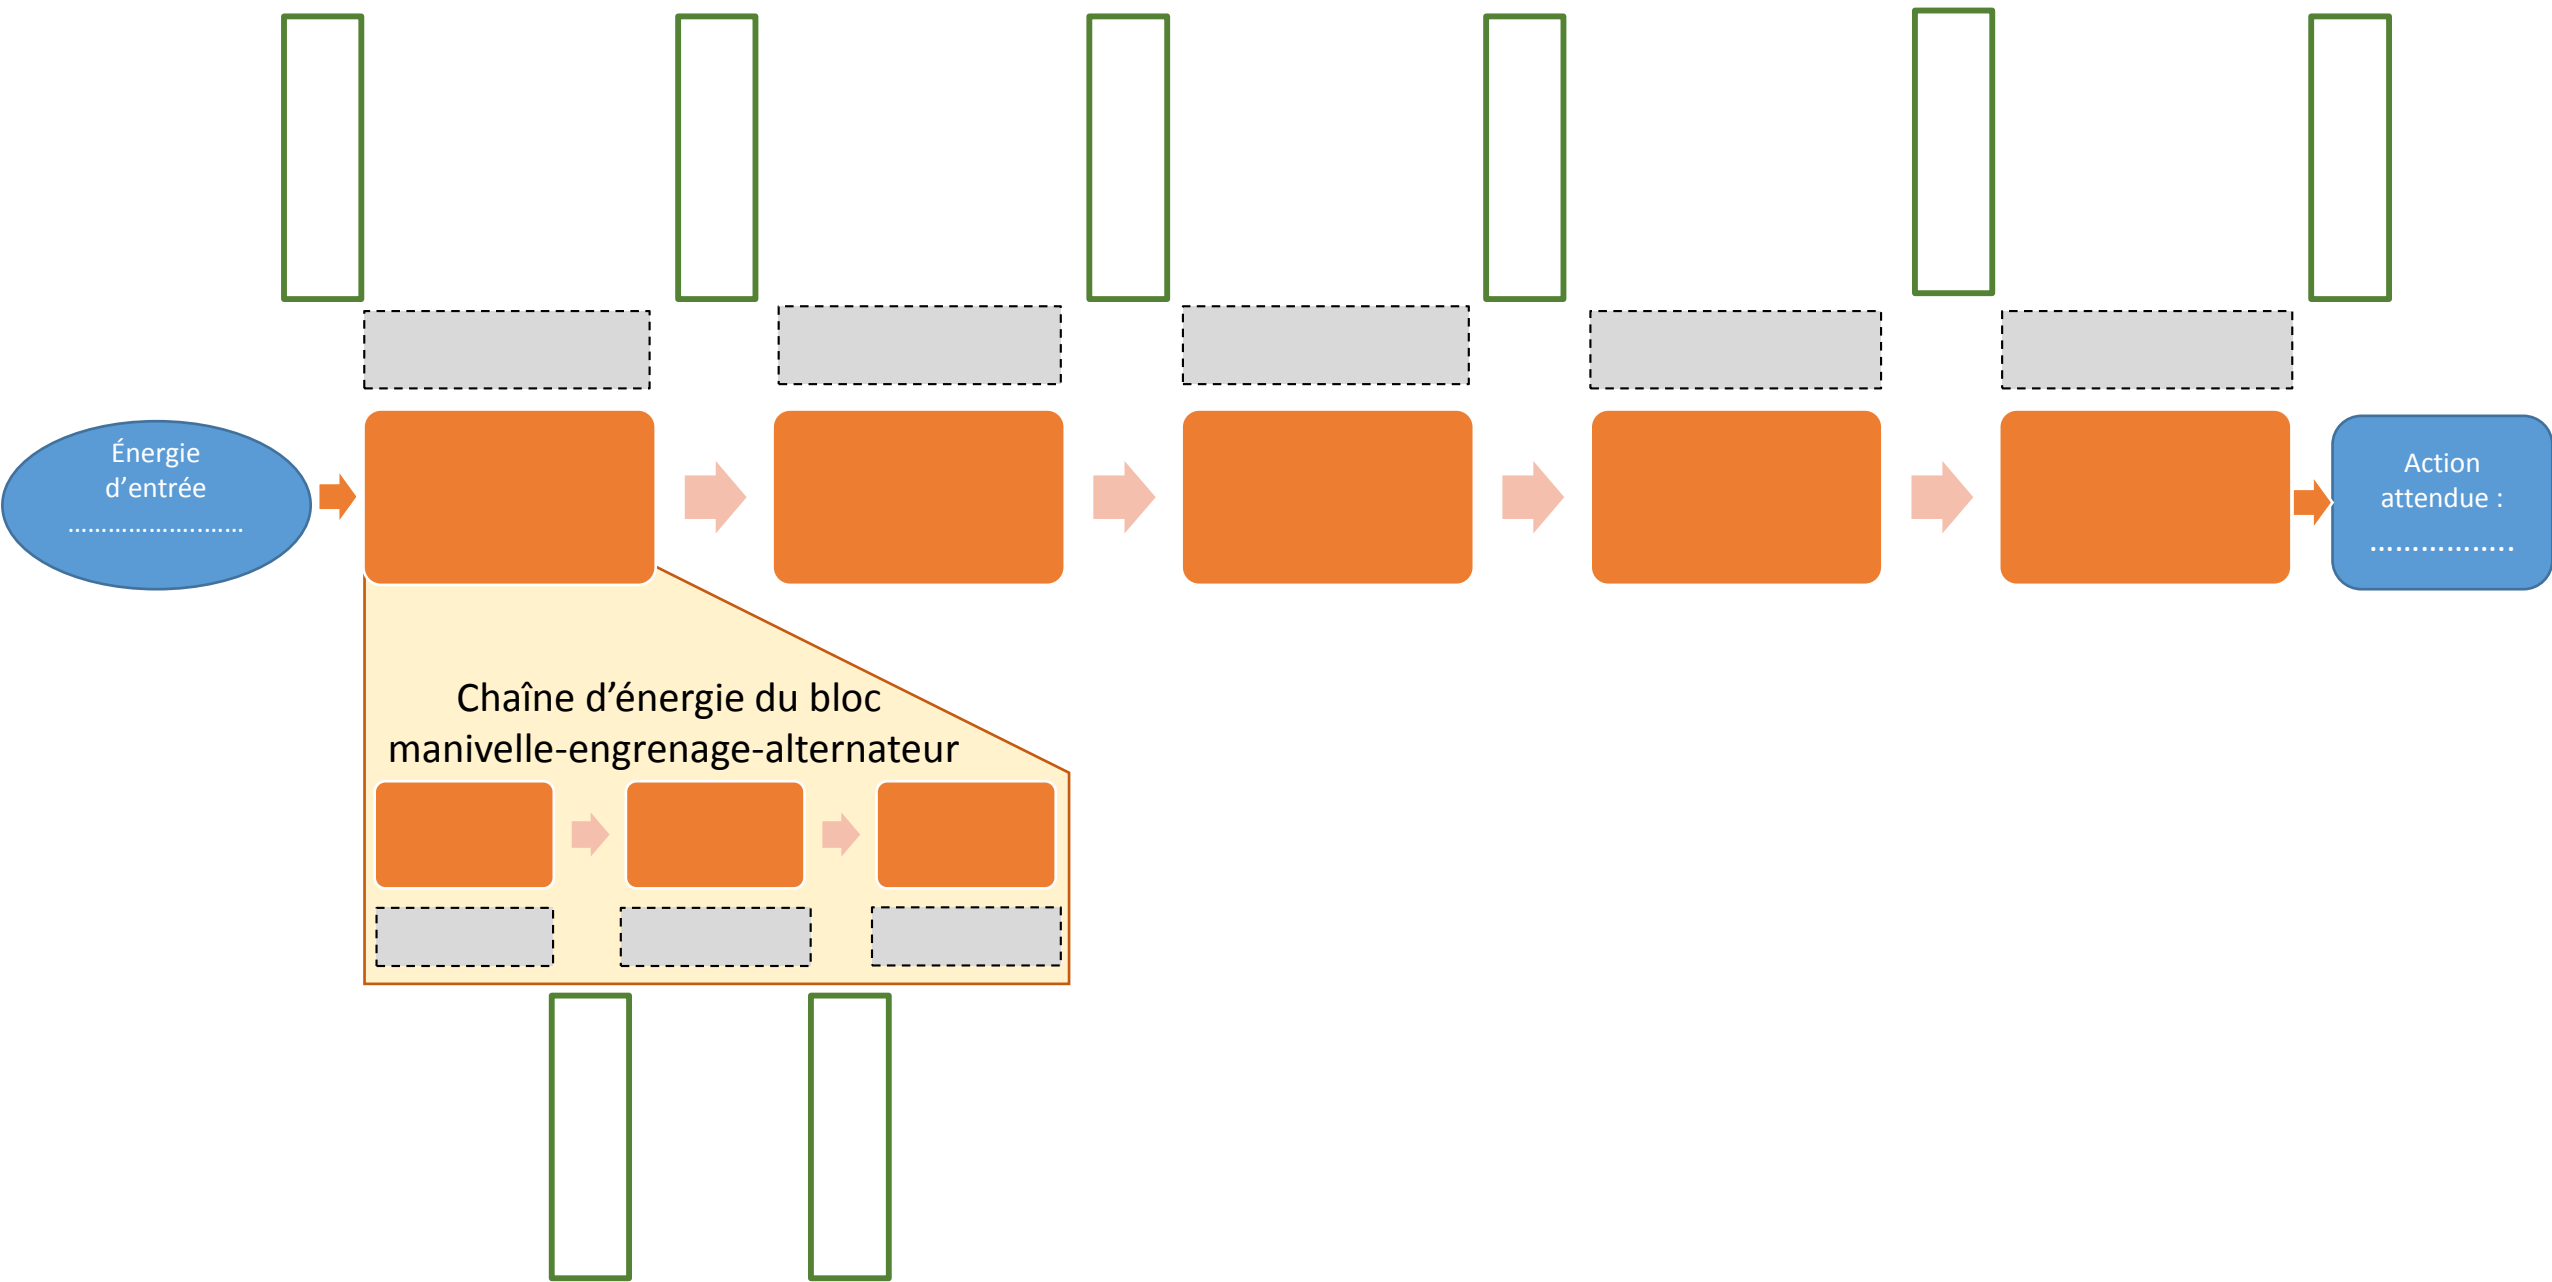 Énergie
d’entrée
……………….……
Action
attendue :
……………..
Chaîne d’énergie du bloc
manivelle-engrenage-alternateur